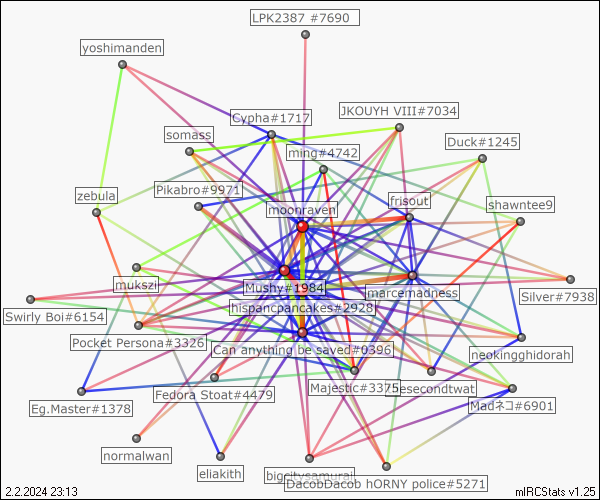 LPK2387 #7690
yoshimanden
JKOUYH VIII#7034
Cypha#1717
somass
Duck#1245
ming#4742
Pikabro#9971
zebula
frisout
moonraven
shawntee9
mukszi
Mushy#1984
marcemadness
Silver#7938
hispancpancakes#2928
Swirly Boi#6154
Pocket Persona#3326
Can anything be saved#0396
neokingghidorah
Majestic#3375
thesecondtwat
Fedora Stoat#4479
Eg.Master#1378
Madネコ#6901
normalwan
eliakith
bigcitysamurai
DacobDacob hORNY police#5271
2.2.2024 23:13
mIRCStats v1.25